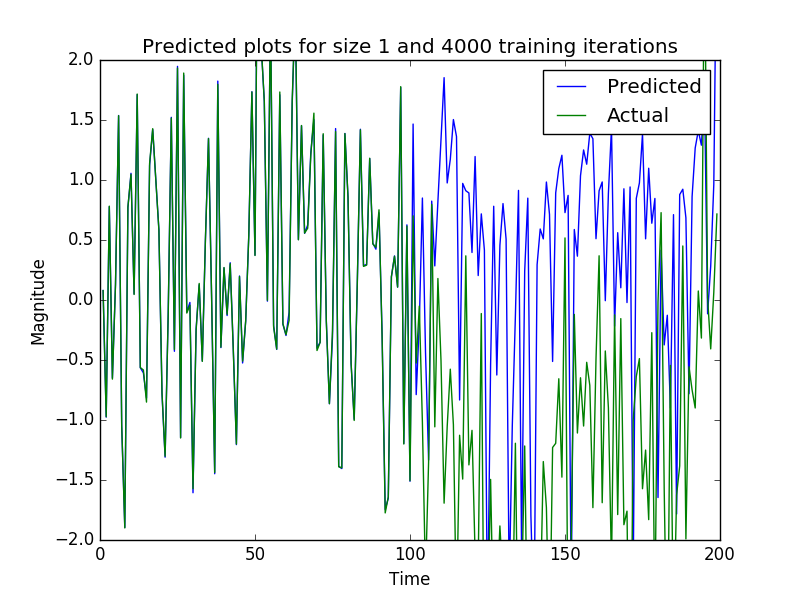 Predicted plots for size 1 and 4000 training iterations
Predicted
Actual
2.0
1.5
1.0
0.5
0.0
−0.5
−1.0
−1.5
−2.0
Magnitude
0 50 100 150 200
Time